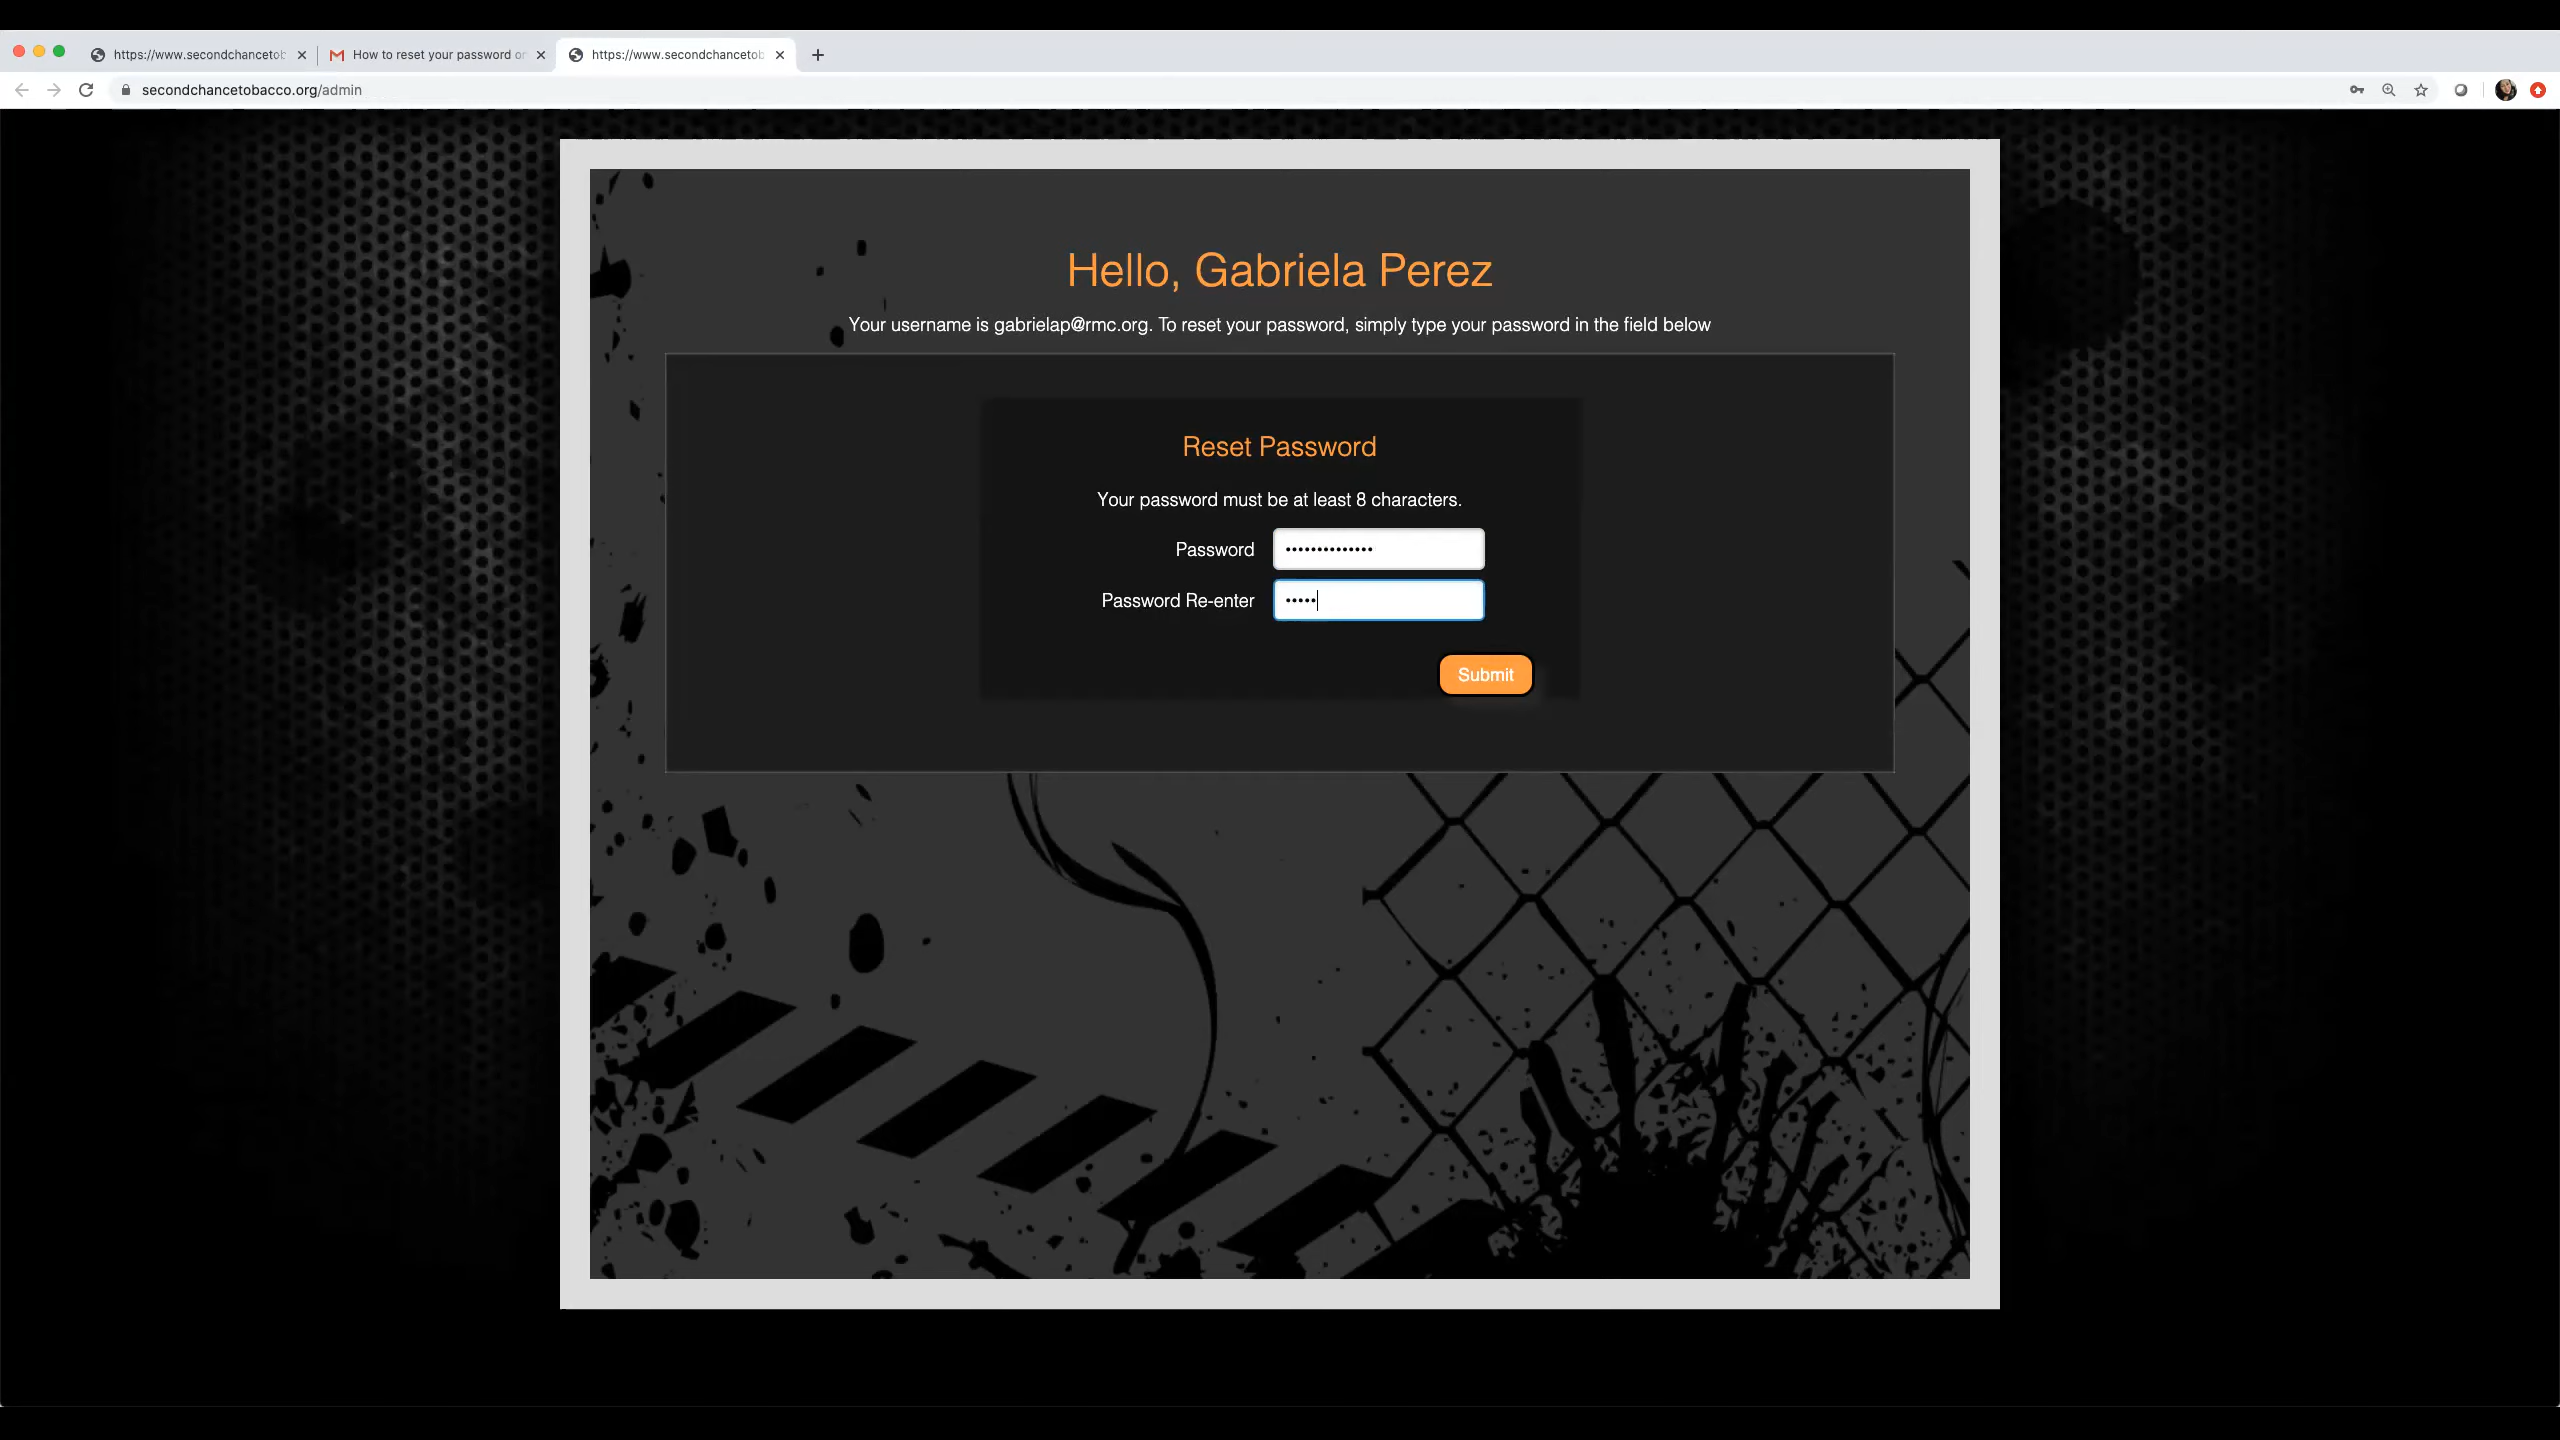 https://www.secondchancetob
How to reset your password on
https://www.secondchancetob
secondchancetobacco.org/admin
Hello, Gabriela Perez
Your username is gabrielap@rmc.org. To reset your password, simply type your password in the field below
Reset Password
Your password must be at least 8 characters.
Password ••••••••••••••
Password Re-enter •••••
Submit